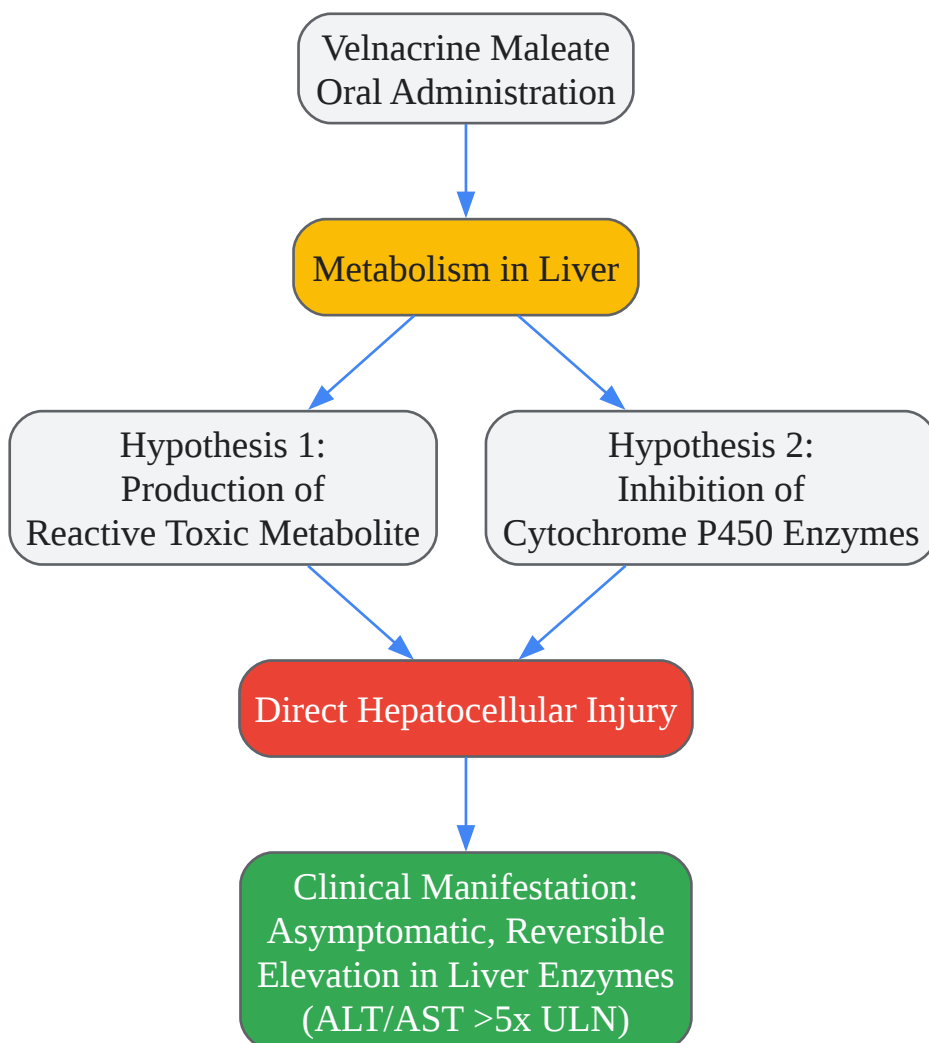 Velnacrine Maleate
Oral Administration
Metabolism in Liver
Hypothesis 1:
Production of
Reactive Toxic Metabolite
Hypothesis 2:
Inhibition of
Cytochrome P450 Enzymes
Direct Hepatocellular Injury
Clinical Manifestation:
Asymptomatic, Reversible
Elevation in Liver Enzymes
(ALT/AST >5x ULN)